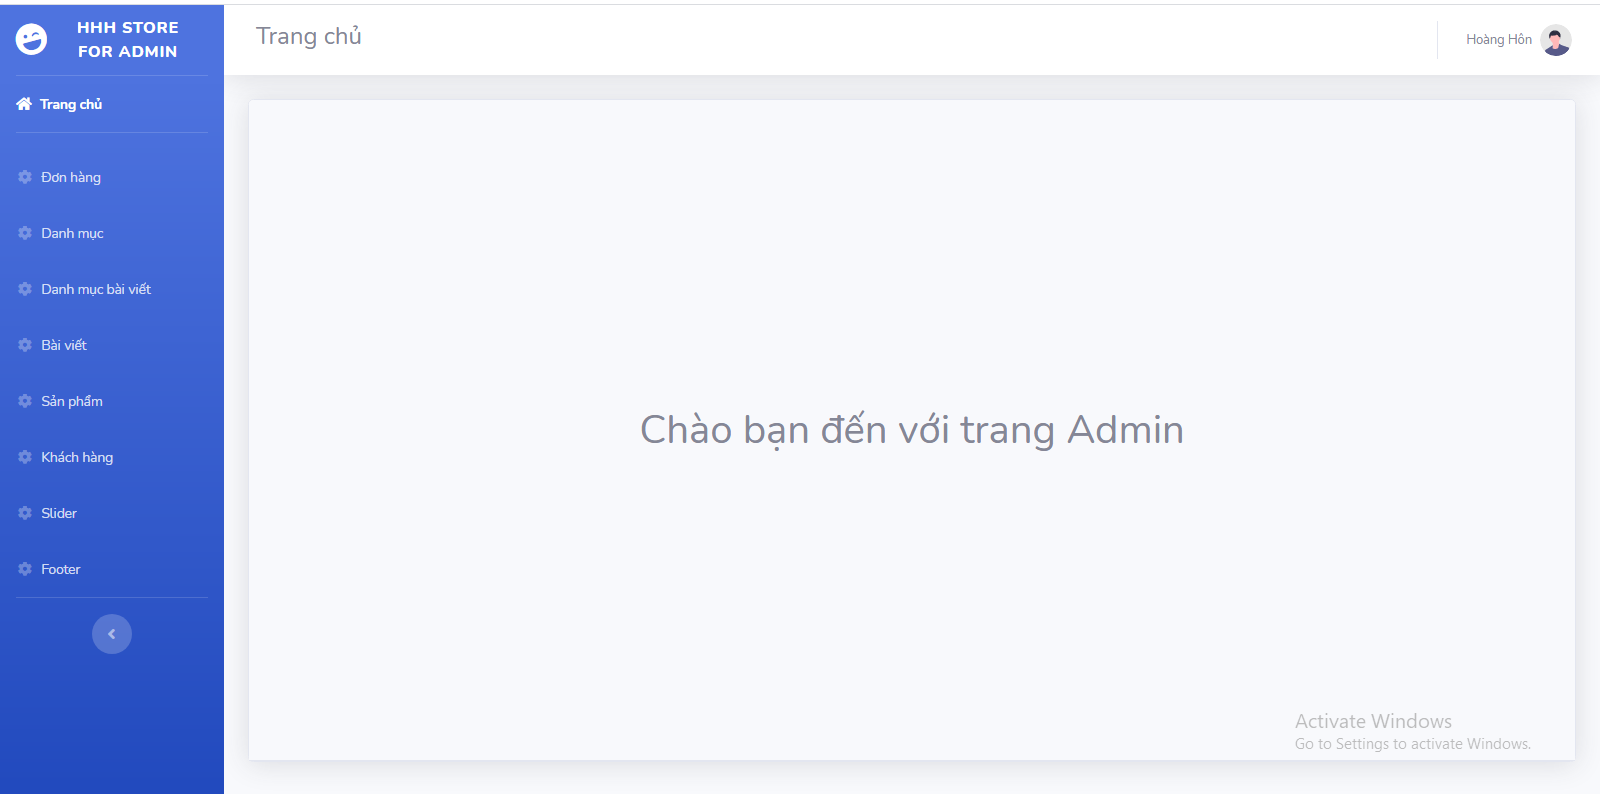 HHH STORE
FOR ADMIN
Trang chủ
Đơn hàng
Danh mục
Danh mục bài viết
Bài viết
Sản phẩm
Khách hàng
Slider
Footer
Trang chủ
Hoàng Hôn
Chào bạn đến với trang Admin
Activate Windows
Go to Settings to activate Windows.